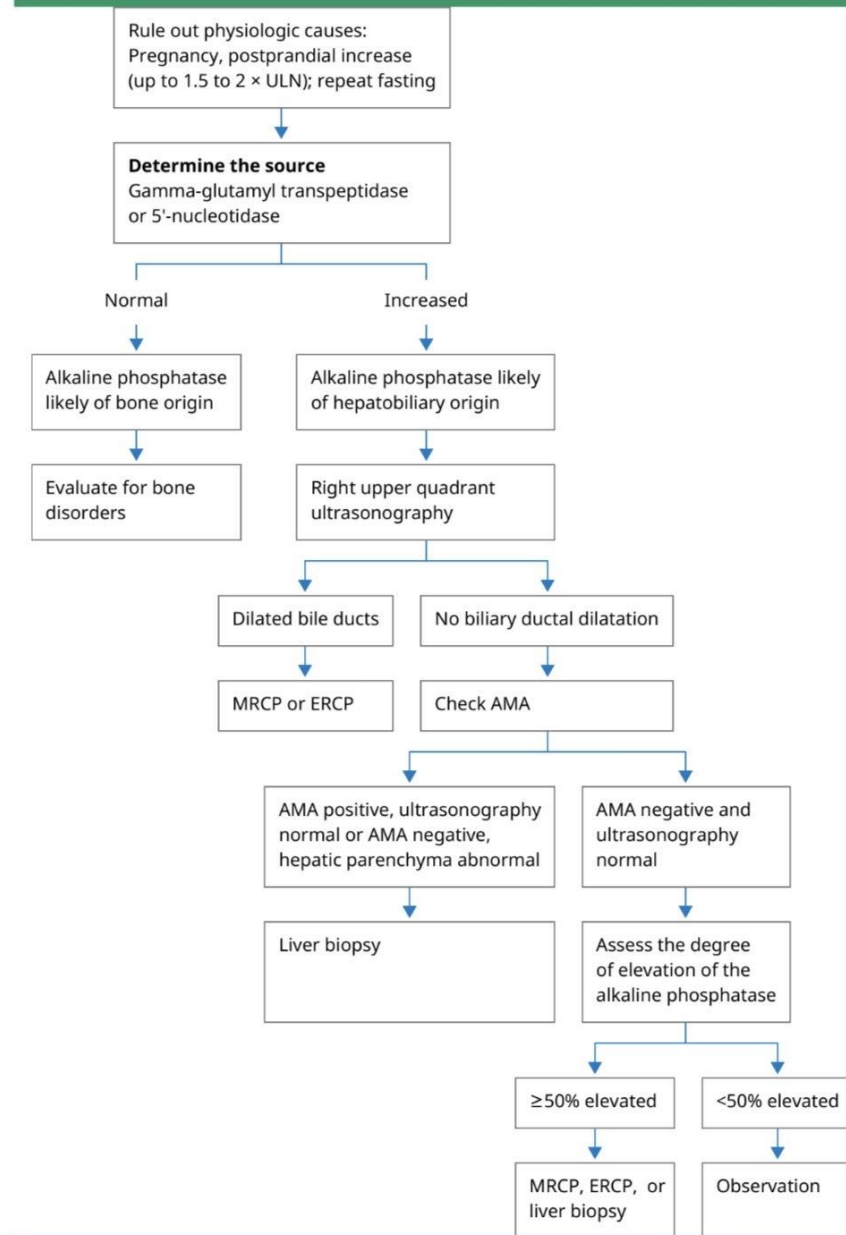 Rule out physiologic causes:
Pregnancy, postprandial increase
(up to 1.5 to 2 × ULN); repeat fasting
Determine the source
Gamma-glutamyl transpeptidase
or 5'-nucleotidase
Normal
Increased
Alkaline phosphatase
likely of bone origin
Alkaline phosphatase likely
of hepatobiliary origin
Evaluate for bone
disorders
Right upper quadrant
ultrasonography
Dilated bile ducts
No biliary ductal dilatation
MRCP or ERCP
Check AMA
AMA positive, ultrasonography
normal or AMA negative,
hepatic parenchyma abnormal
AMA negative and
ultrasonography
normal
Liver biopsy
Assess the degree
of elevation of the
alkaline phosphatase
≥50% elevated
<50% elevated
MRCP, ERCP, or
liver biopsy
Observation